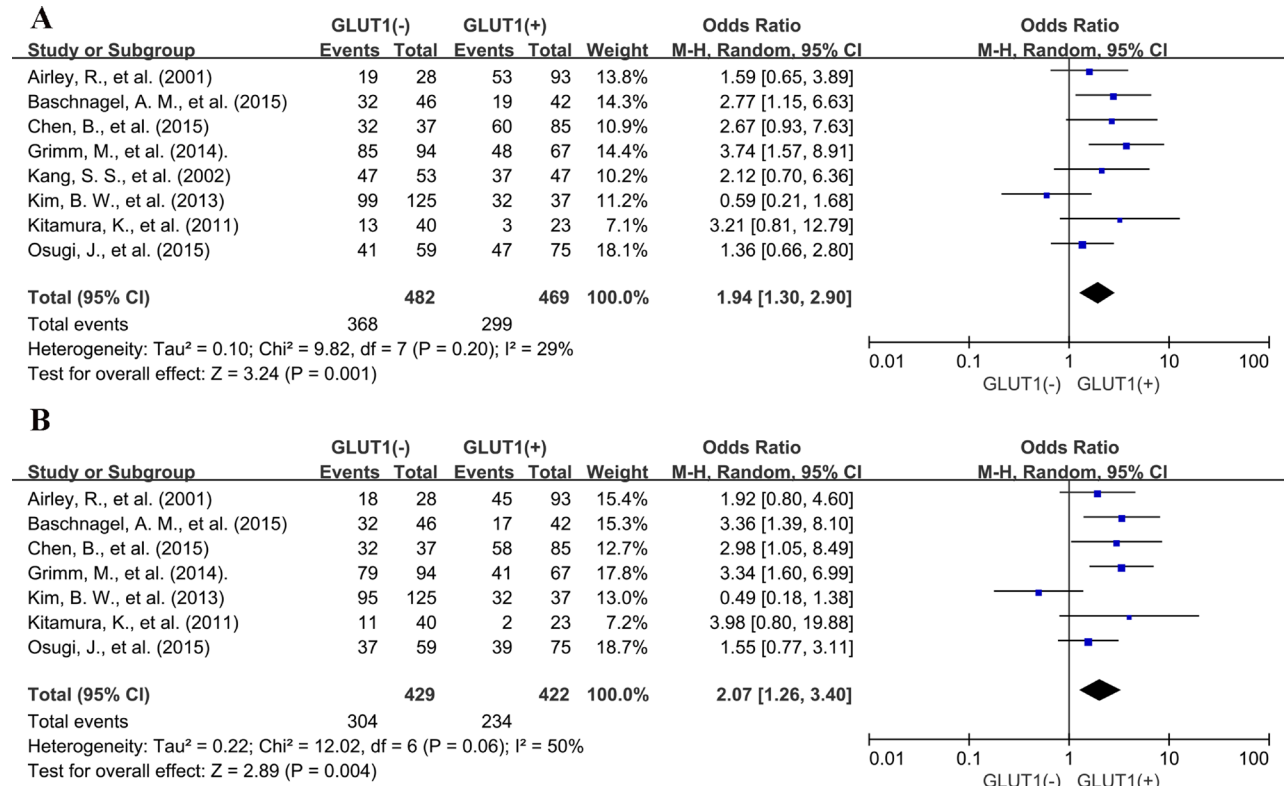 A
GLUT1(-) GLUT1(+) Odds Ratio Odds Ratio
Study or Subgroup Events Total Events Total Weight M-H, Random, 95% CI M-H, Random, 95% CI
Airley, R., et al. (2001) 19 28 53 93 13.8% 1.59 [0.65, 3.89]
Baschnagel, A. M., et al. (2015) 32 46 19 42 14.3% 2.77 [1.15, 6.63]
Chen, B., et al. (2015) 32 37 60 85 10.9% 2.67 [0.93, 7.63]
Grimm, M., et al. (2014). 85 94 48 67 14.4% 3.74 [1.57, 8.91]
Kang, S. S., et al. (2002) 47 53 37 47 10.2% 2.12 [0.70, 6.36]
Kim, B. W., et al. (2013) 99 125 32 37 11.2% 0.59 [0.21, 1.68]
Kitamura, K., et al. (2011) 13 40 3 23 7.1% 3.21 [0.81, 12.79]
Osugi, J., et al. (2015) 41 59 47 75 18.1% 1.36 [0.66, 2.80]
Total (95% CI) 482 469 100.0% 1.94 [1.30, 2.90]
Total events 368 299
Heterogeneity: Tau² = 0.10; Chi² = 9.82, df = 7 (P = 0.20); I² = 29%
Test for overall effect: Z = 3.24 (P = 0.001)
0.01 0.1 1 10 100
GLUT1(-) GLUT1(+)
B
GLUT1(-) GLUT1(+) Odds Ratio Odds Ratio
Study or Subgroup Events Total Events Total Weight M-H, Random, 95% CI M-H, Random, 95% CI
Airley, R., et al. (2001) 18 28 45 93 15.4% 1.92 [0.80, 4.60]
Baschnagel, A. M., et al. (2015) 32 46 17 42 15.3% 3.36 [1.39, 8.10]
Chen, B., et al. (2015) 32 37 58 85 12.7% 2.98 [1.05, 8.49]
Grimm, M., et al. (2014). 79 94 41 67 17.8% 3.34 [1.60, 6.99]
Kim, B. W., et al. (2013) 95 125 32 37 13.0% 0.49 [0.18, 1.38]
Kitamura, K., et al. (2011) 11 40 2 23 7.2% 3.98 [0.80, 19.88]
Osugi, J., et al. (2015) 37 59 39 75 18.7% 1.55 [0.77, 3.11]
Total (95% CI) 429 422 100.0% 2.07 [1.26, 3.40]
Total events 304 234
Heterogeneity: Tau² = 0.22; Chi² = 12.02, df = 6 (P = 0.06); I² = 50%
Test for overall effect: Z = 2.89 (P = 0.004)
0.01 0.1 1 10 100
GLUT1(-) GLUT1(+)